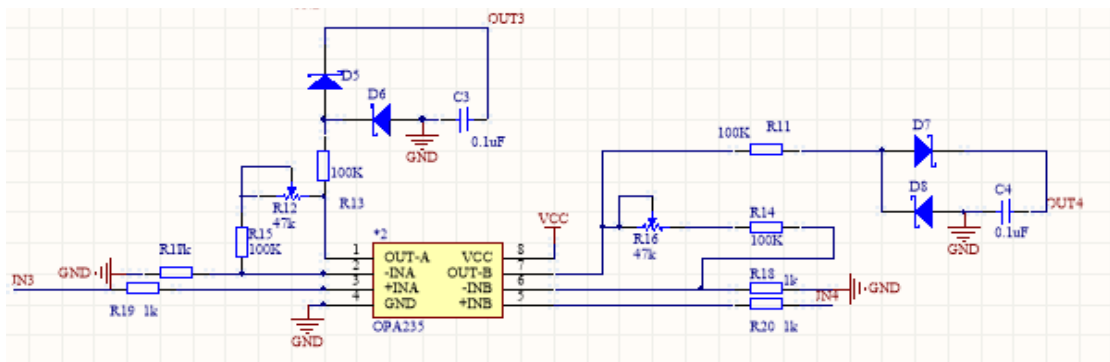 OUT3
D5
D6
C3
0.1uF
GND
100K
R13
R12
47k
R15
100K
GND
1k
JN3
R19 1k
*2
1 OUT-A VCC 8
2 -INA OUT-B 7
3 +INA -INB 6
4 GND +INB 5
OPA235
GND
VCC
100K R11
R16
47k
R14
100K
R18
1k
GND
JN4
R20 1k
D7
D8
C4
0.1uF
GND
OUT4